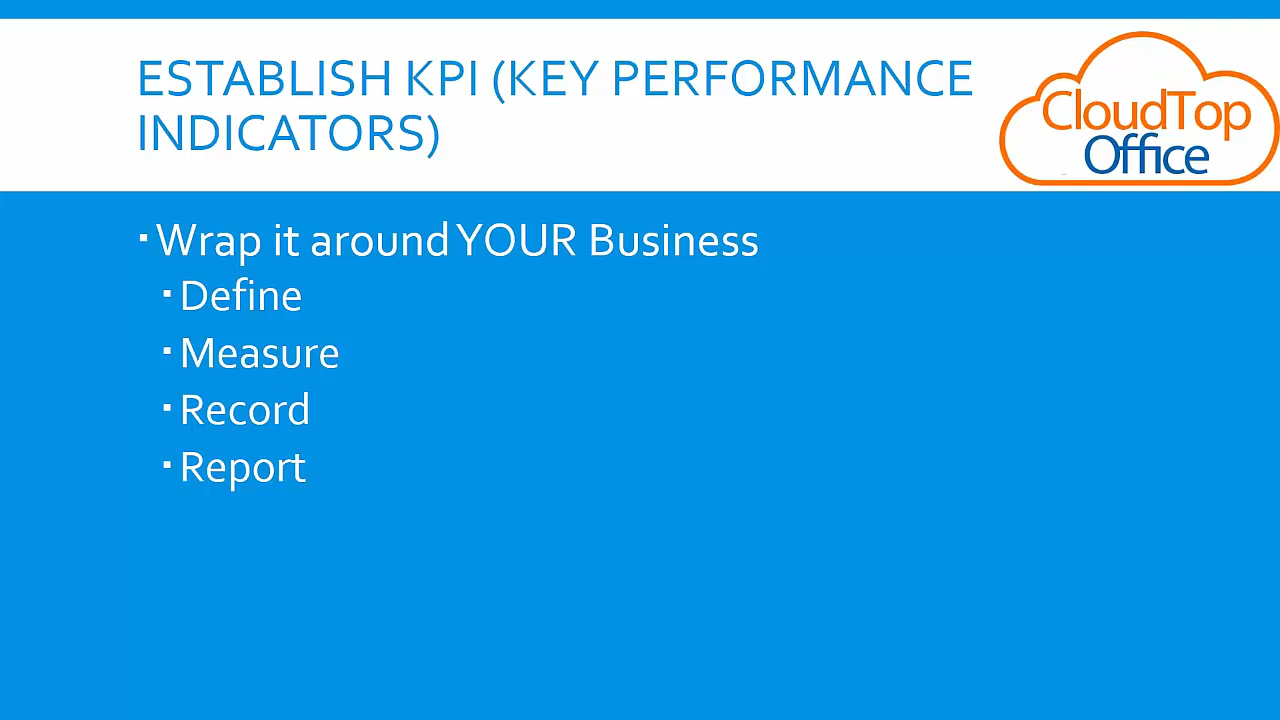 ESTABLISH KPI (KEY PERFORMANCE
INDICATORS)
CloudTop
Office
▪ Wrap it around YOUR Business
▪ Define
▪ Measure
▪ Record
▪ Report